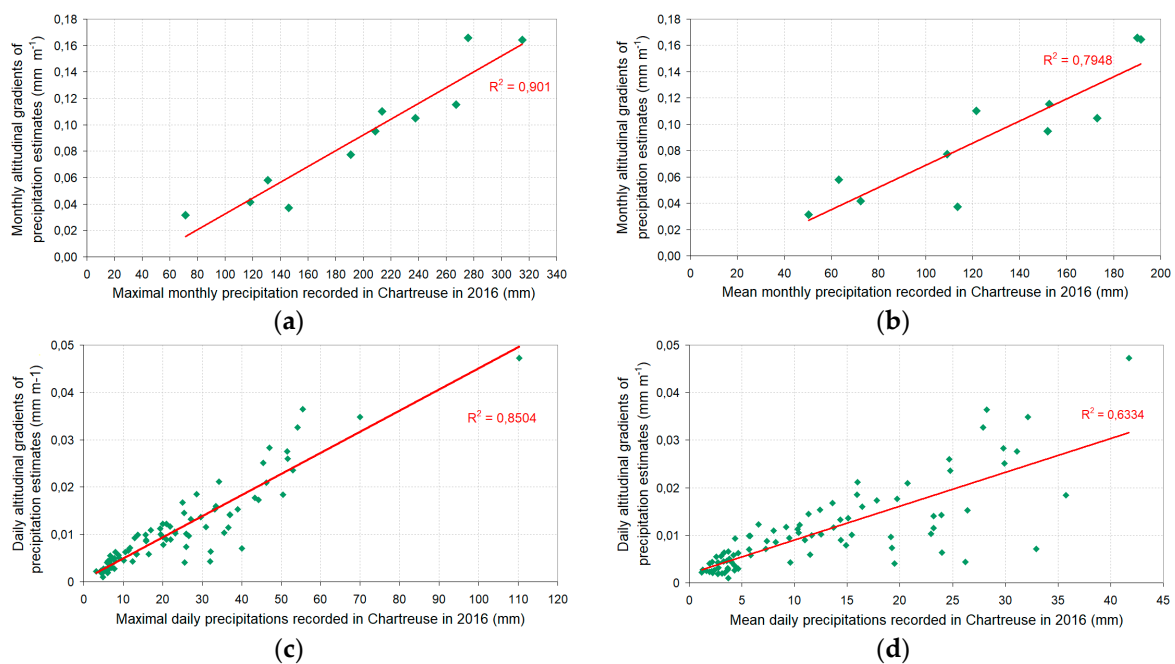 Monthly altitudinal gradients of
precipitation estimates (mm m⁻¹)
0,18
0,16
0,14
0,12
0,10
0,08
0,06
0,04
0,02
0,00
R² = 0,901
0 20 40 60 80 100 120 140 160 180 200 220 240 260 280 300 320 340
Maximal monthly precipitation recorded in Chartreuse in 2016 (mm)
(a)
Monthly altitudinal gradients of
precipitation estimates (mm m⁻¹)
0,18
0,16
0,14
0,12
0,10
0,08
0,06
0,04
0,02
0,00
R² = 0,7948
0 20 40 60 80 100 120 140 160 180 200
Mean monthly precipitation recorded in Chartreuse in 2016 (mm)
(b)
Daily altitudinal gradients of
precipitation estimates (mm m-1)
0,05
0,04
0,03
0,02
0,01
0
R² = 0,8504
0 10 20 30 40 50 60 70 80 90 100 110 120
Maximal daily precipitations recorded in Chartreuse in 2016 (mm)
(c)
Daily altitudinal gradients of
precipitation estimates (mm m⁻¹)
0,05
0,04
0,03
0,02
0,01
0
R² = 0,6334
0 5 10 15 20 25 30 35 40 45
Mean daily precipitations recorded in Chartreuse in 2016 (mm)
(d)